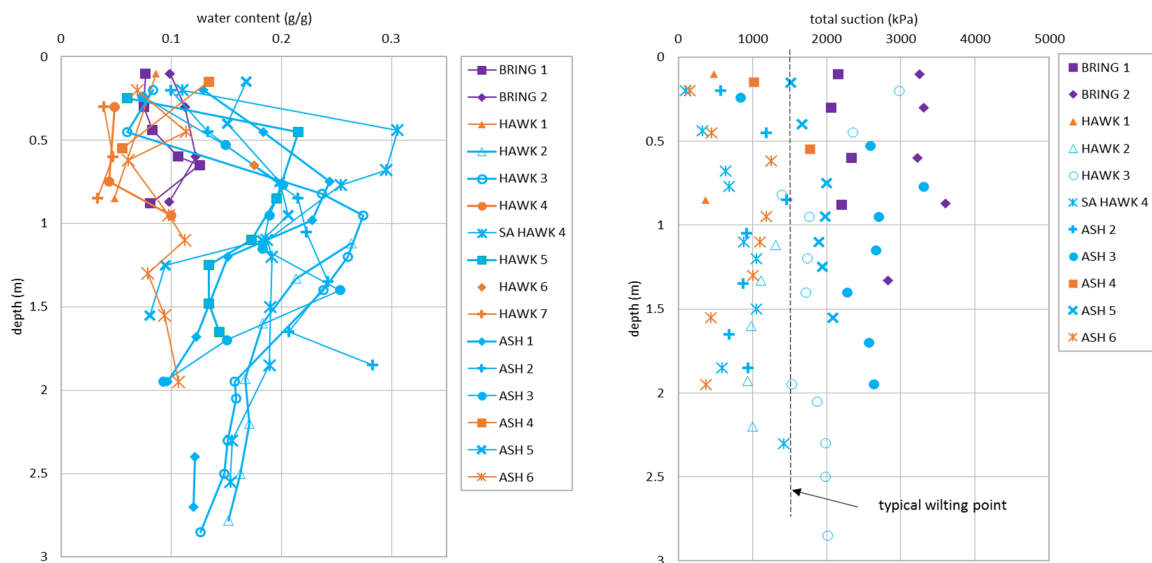 water content (g/g)
0 0.1 0.2 0.3
0
0.5
1
1.5
2
2.5
3
depth (m)
BRING 1
BRING 2
HAWK 1
HAWK 2
HAWK 3
HAWK 4
SA HAWK 4
HAWK 5
HAWK 6
HAWK 7
ASH 1
ASH 2
ASH 3
ASH 4
ASH 5
ASH 6
total suction (kPa)
0 1000 2000 3000 4000 5000
0
0.5
1
1.5
2
2.5
3
depth (m)
typical wilting point
BRING 1
BRING 2
HAWK 1
HAWK 2
HAWK 3
SA HAWK 4
ASH 2
ASH 3
ASH 4
ASH 5
ASH 6